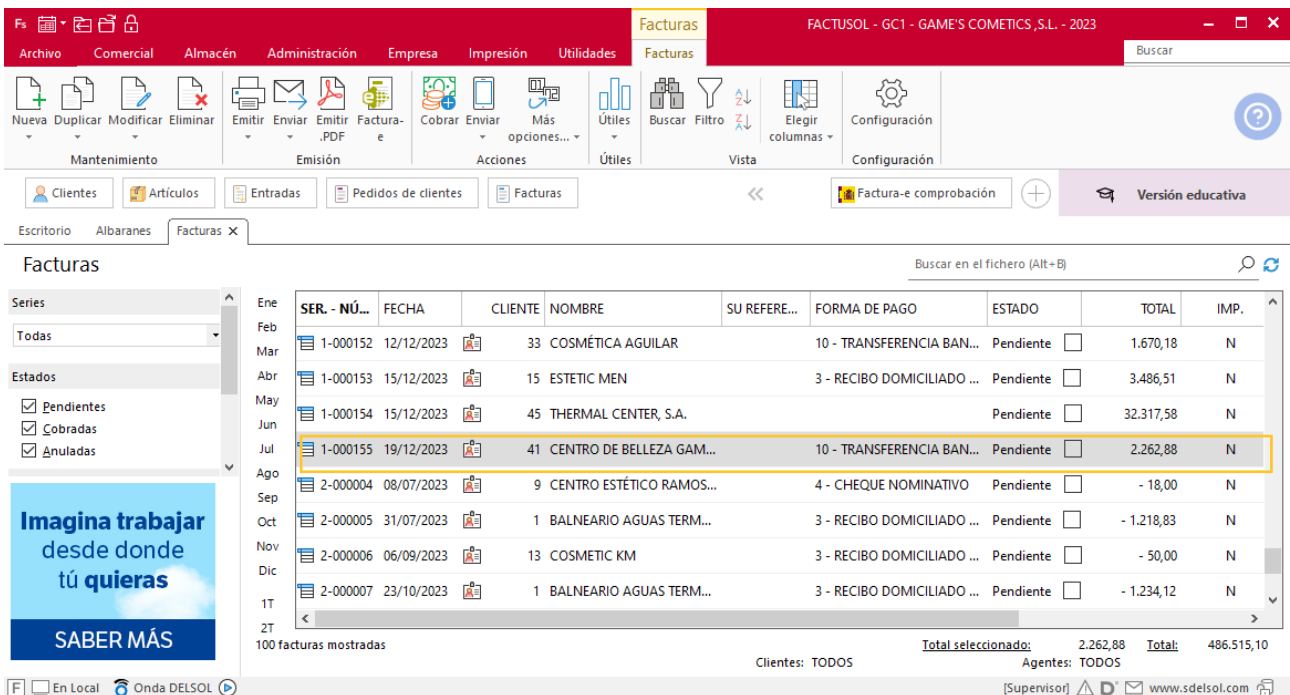 Fs Facturas FACTUSOL - GC1 - GAME'S COMETICS ,S.L. - 2023
Archivo Comercial Almacén Administración Empresa Impresión Utilidades Facturas Buscar
Nueva Duplicar Modificar Eliminar Emitir Enviar Emitir .PDF Factura-e Cobrar Enviar Más opciones... Útiles Buscar Filtro Elegir columnas Configuración
Mantenimiento Emisión Acciones Útiles Vista Configuración
Clientes Artículos Entradas Pedidos de clientes Facturas Factura-e comprobación Versión educativa
Escritorio Albaranes Facturas X
Facturas Buscar en el fichero (Alt+B)
Series
Todas
Estados
Pendientes
Cobradas
Anuladas
Imagina trabajar
desde donde
tú quieras
SABER MÁS
Ene
Feb
Mar
Abr
May
Jun
Jul
Ago
Sep
Oct
Nov
Dic
1T
2T
SER. - NÚ... FECHA CLIENTE NOMBRE SU REFERE... FORMA DE PAGO ESTADO TOTAL IMP.
1-000152 12/12/2023 33 COSMÉTICA AGUILAR 10 - TRANSFERENCIA BAN... Pendiente 1.670,18 N
1-000153 15/12/2023 15 ESTETIC MEN 3 - RECIBO DOMICILIADO ... Pendiente 3.486,51 N
1-000154 15/12/2023 45 THERMAL CENTER, S.A. Pendiente 32.317,58 N
1-000155 19/12/2023 41 CENTRO DE BELLEZA GAM... 10 - TRANSFERENCIA BAN... Pendiente 2.262,88 N
2-000004 08/07/2023 9 CENTRO ESTÉTICO RAMOS... 4 - CHEQUE NOMINATIVO Pendiente - 18,00 N
2-000005 31/07/2023 1 BALNEARIO AGUAS TERM... 3 - RECIBO DOMICILIADO ... Pendiente - 1.218,83 N
2-000006 06/09/2023 13 COSMETIC KM 3 - RECIBO DOMICILIADO ... Pendiente - 50,00 N
2-000007 23/10/2023 1 BALNEARIO AGUAS TERM... 3 - RECIBO DOMICILIADO ... Pendiente - 1.234,12 N
100 facturas mostradas Total seleccionado: 2.262,88 Total: 486.515,10
Clientes: TODOS Agentes: TODOS
F En Local Onda DELSOL [Supervisor] D www.sdelsol.com